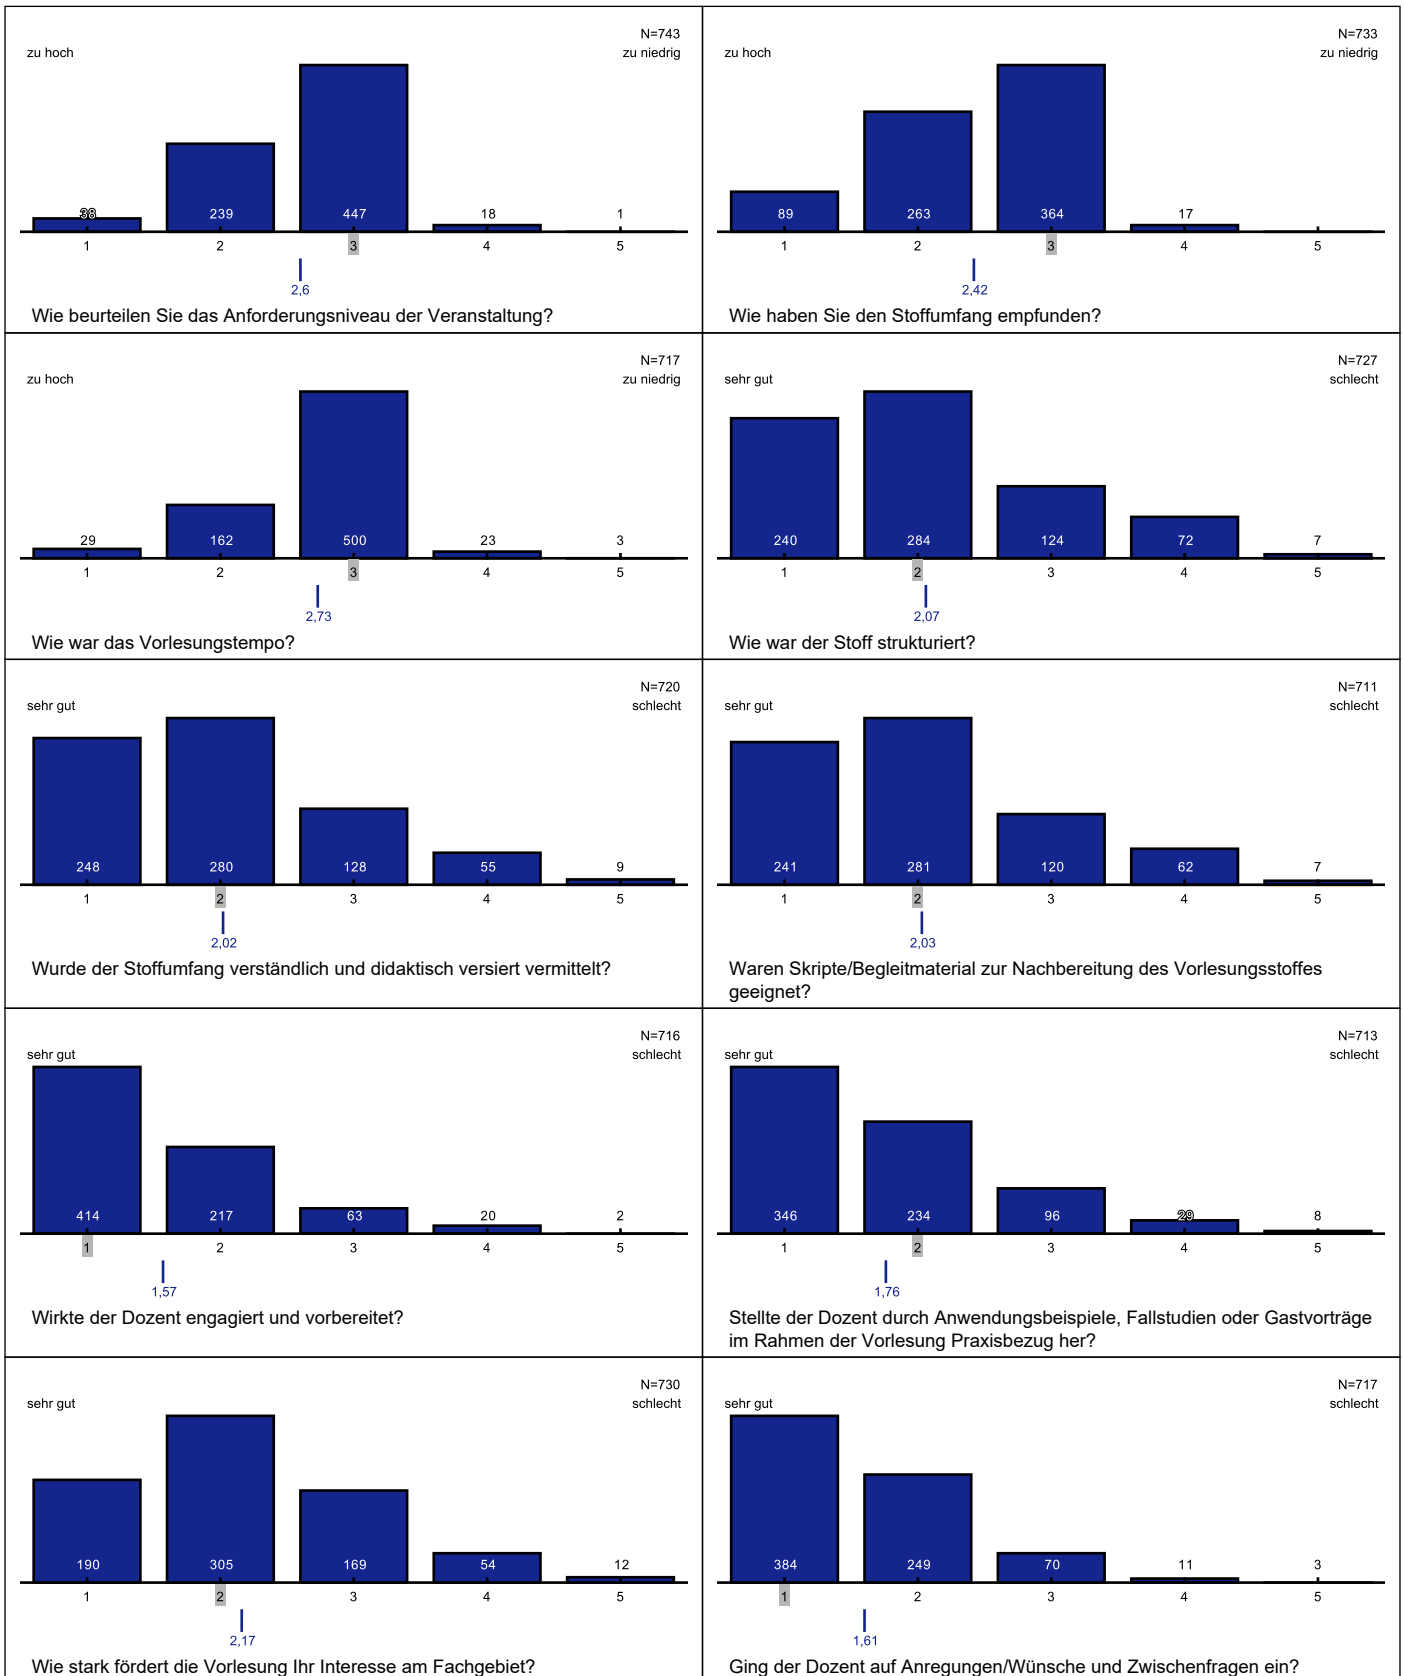 N=743
zu hoch
zu niedrig
38 239 447 18 1
1 2 3 4 5
2,6
Wie beurteilen Sie das Anforderungsniveau der Veranstaltung?
N=733
zu hoch
zu niedrig
89 263 364 17
1 2 3 4 5
2,42
Wie haben Sie den Stoffumfang empfunden?
N=717
zu hoch
zu niedrig
29 162 500 23 3
1 2 3 4 5
2,73
Wie war das Vorlesungstempo?
N=727
sehr gut
schlecht
240 284 124 72 7
1 2 3 4 5
2,07
Wie war der Stoff strukturiert?
N=720
sehr gut
schlecht
248 280 128 55 9
1 2 3 4 5
2,02
Wurde der Stoffumfang verständlich und didaktisch versiert vermittelt?
N=711
sehr gut
schlecht
241 281 120 62 7
1 2 3 4 5
2,03
Waren Skripte/Begleitmaterial zur Nachbereitung des Vorlesungsstoffes
geeignet?
N=716
sehr gut
schlecht
414 217 63 20 2
1 2 3 4 5
1,57
Wirkte der Dozent engagiert und vorbereitet?
N=713
sehr gut
schlecht
346 234 96 29 8
1 2 3 4 5
1,76
Stellte der Dozent durch Anwendungsbeispiele, Fallstudien oder Gastvorträge
im Rahmen der Vorlesung Praxisbezug her?
N=730
sehr gut
schlecht
190 305 169 54 12
1 2 3 4 5
2,17
Wie stark fördert die Vorlesung Ihr Interesse am Fachgebiet?
N=717
sehr gut
schlecht
384 249 70 11 3
1 2 3 4 5
1,61
Ging der Dozent auf Anregungen/Wünsche und Zwischenfragen ein?